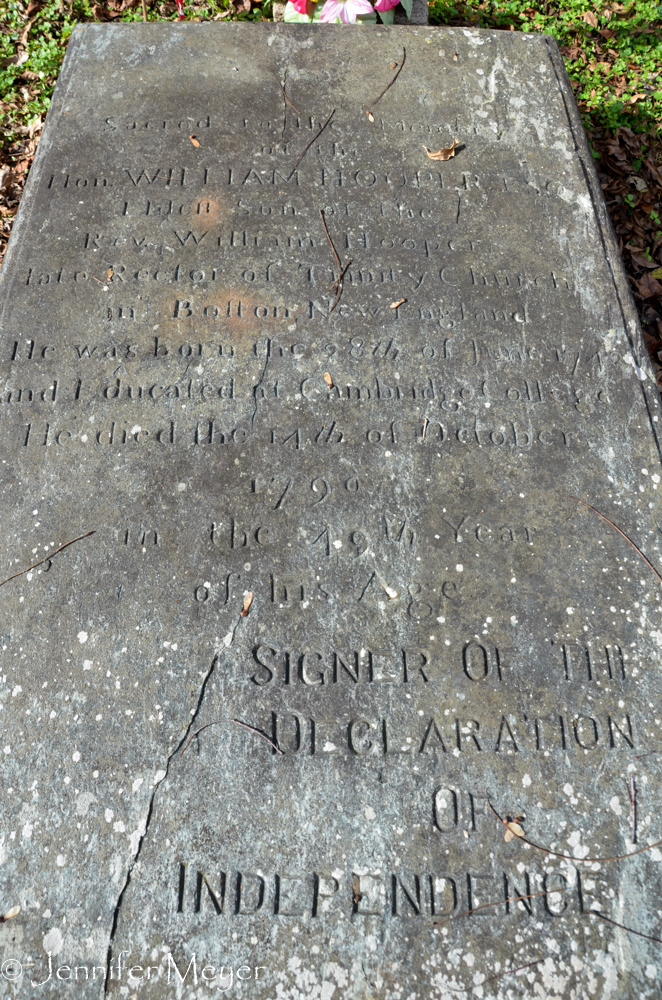 Sacred to the Memory
of the
Hon. WILLIAM HOOPER ESQ
Eldest Son of the
Rev. William Hooper
late Rector of Trinity Church
in Boston New England
He was born the 28th of June 174
and Educated at Cambridge College
He died the 14th of October
1790
in the 49th Year
of his Age
SIGNER OF THE
DECLARATION
OF
INDEPENDENCE
© Jennifer Meyer